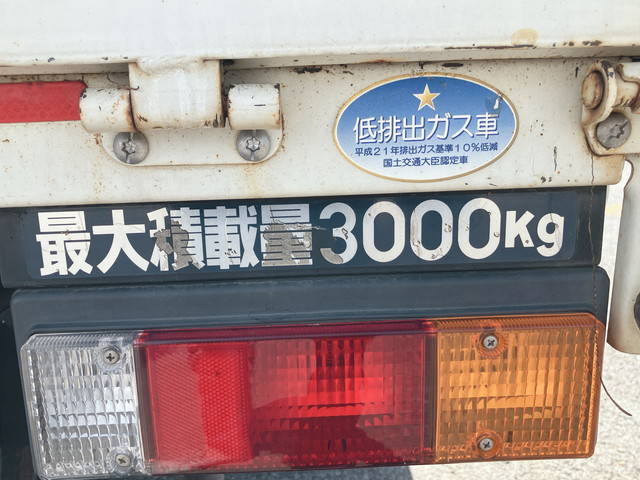 低排出ガス車
平成21年排出ガス基準10%低減
国土交通大臣認定車
最大積載量3000Kg